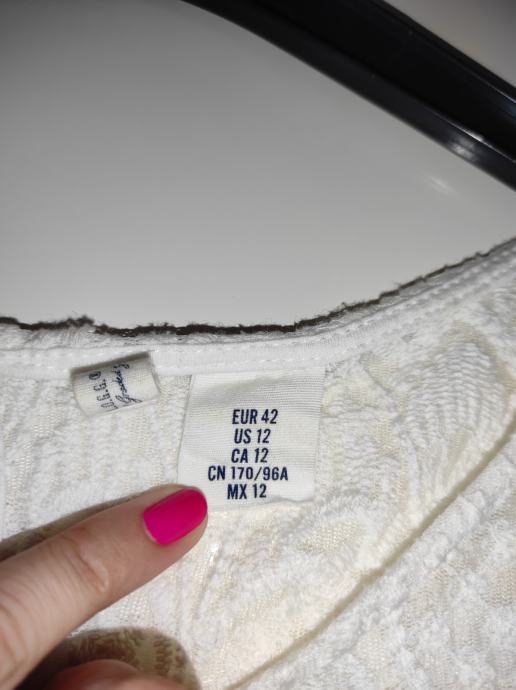 L.O.G.G.
EUR 42
US 12
CA 12
CN 170/96A
MX 12